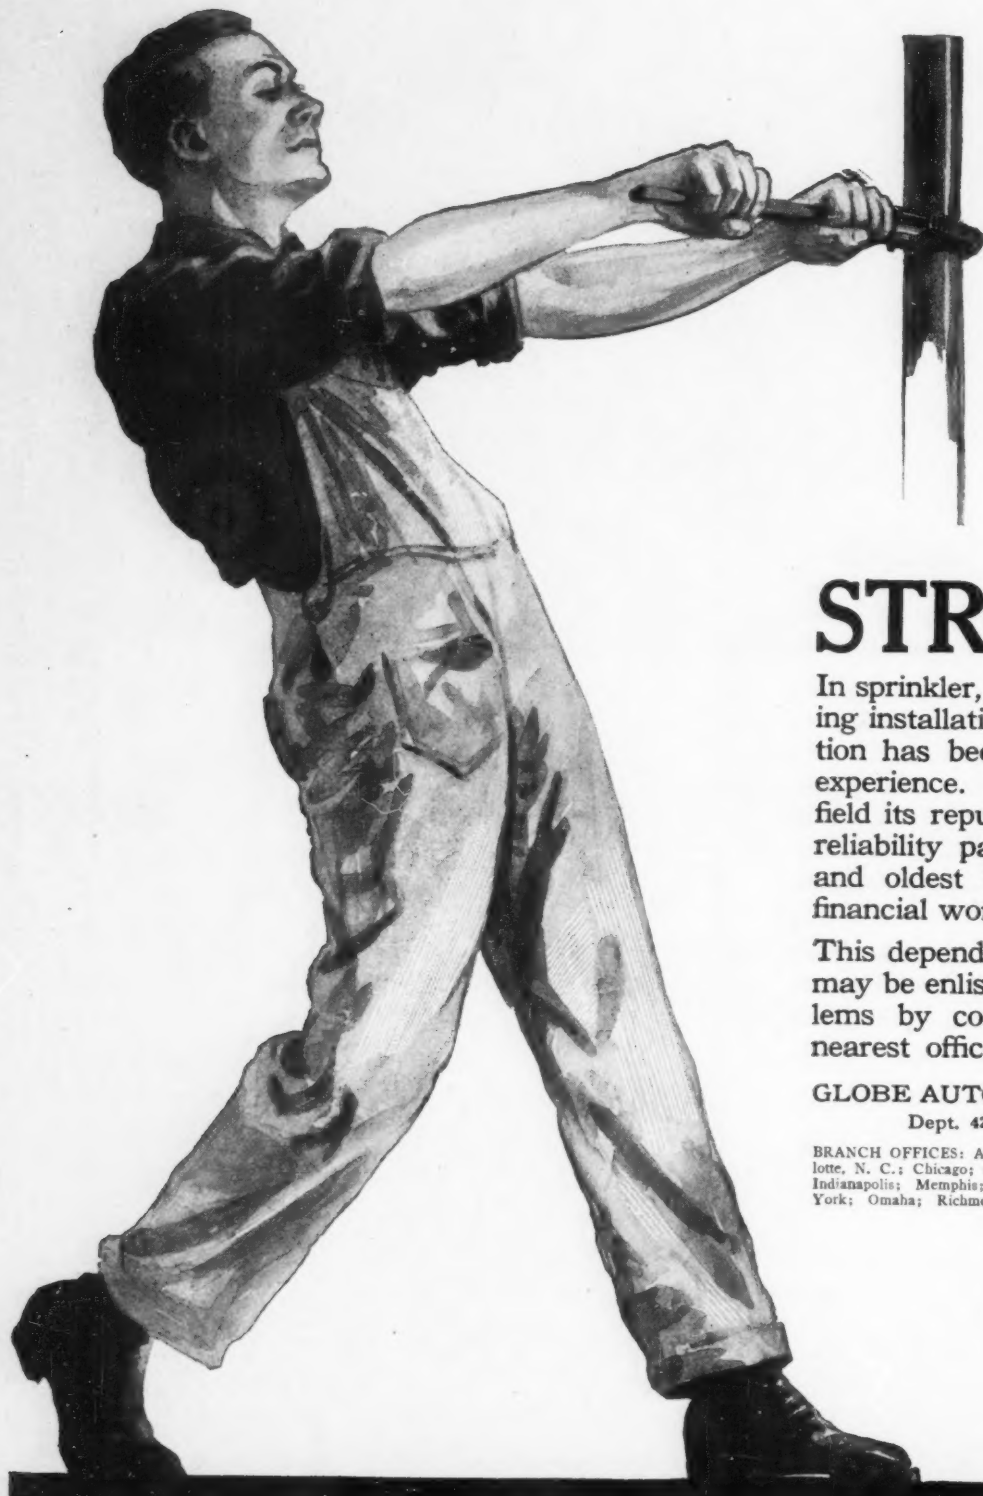 STR
In sprinkler,
ing installati
tion has bee
experience.
field its repu
reliability pa
and oldest
financial wor
This depend
may be enlis
lems by co
nearest offic
GLOBE AUTO
Dept. 42
BRANCH OFFICES: A
lotte, N. C.; Chicago;
Indianapolis; Memphis;
York; Omaha; Richmo